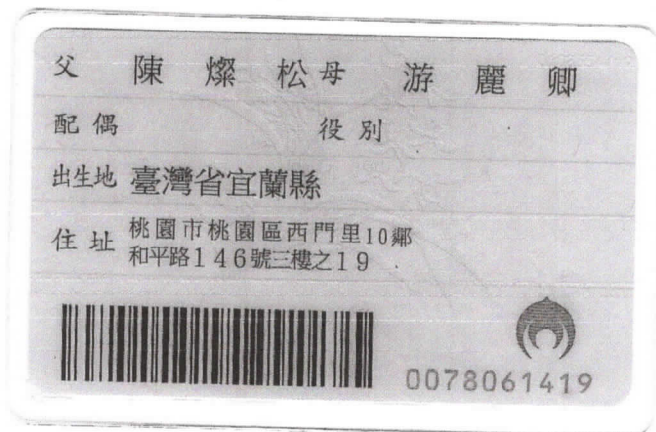 父 陳 燦 松 母 游 麗 卿
配偶 役別
出生地 臺灣省宜蘭縣
住址 桃園市桃園區西門里10鄰
和平路146號三樓之19
0078061419